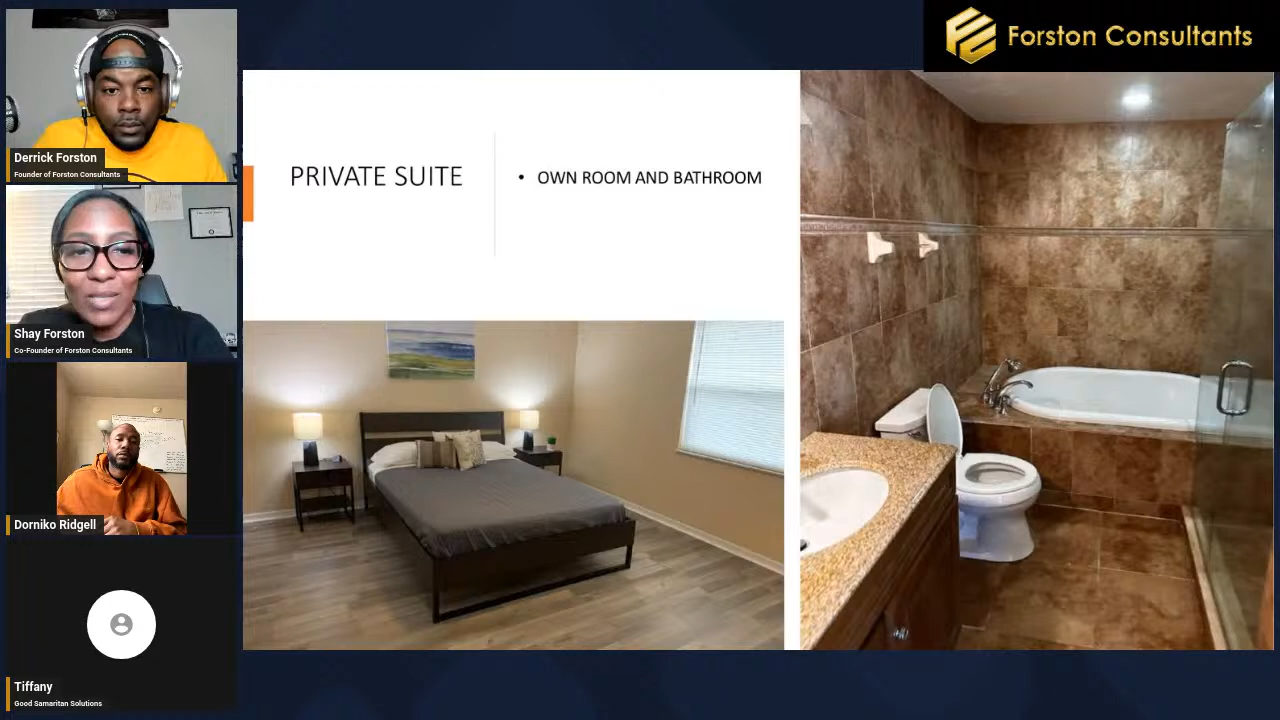 Forston Consultants
Derrick Forston
Founder of Forston Consultants
PRIVATE SUITE
• OWN ROOM AND BATHROOM
Shay Forston
Co-Founder of Forston Consultants
Dorniko Ridgell
Tiffany
Good Samaritan Solutions